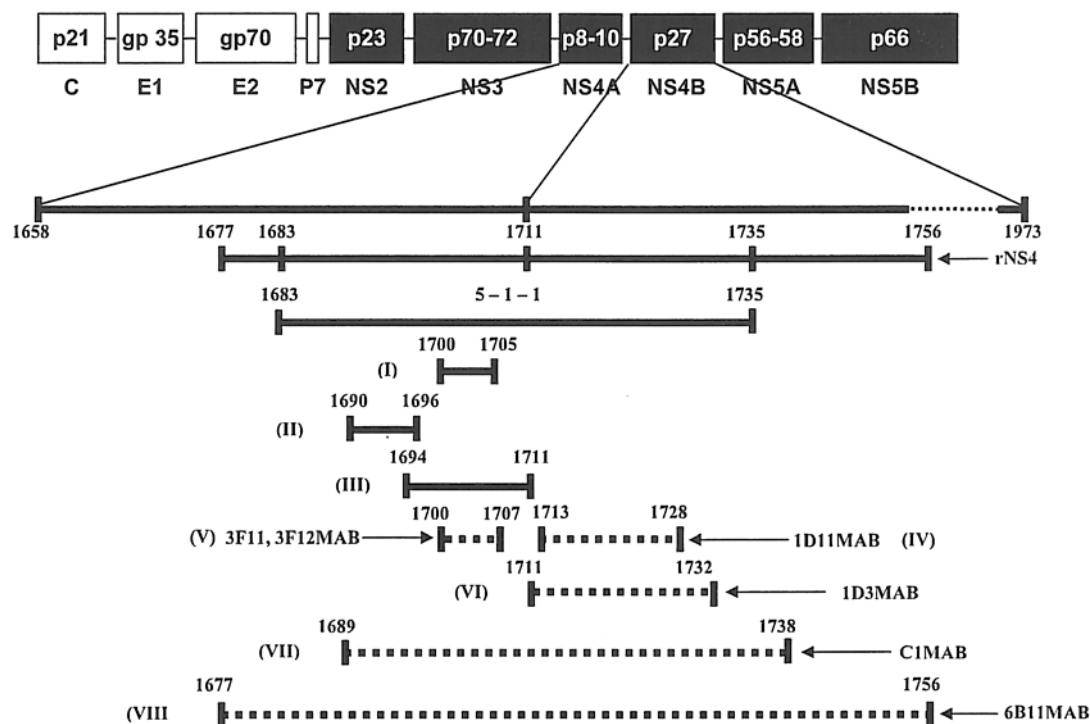 p21 gp 35 gp70 p23 p70-72 p8-10 p27 p56-58 p66
C E1 E2 P7 NS2 NS3 NS4A NS4B NS5A NS5B
1658 1973
1677 1683 1711 1735 1756
rNS4
1683 5 – 1 – 1 1735
1700 1705
(I)
1690 1696
(II)
1694 1711
(III)
1700 1707 1713 1728
(V) 3F11, 3F12MAB 1D11MAB (IV)
1711 1732
(VI) 1D3MAB
1689 1738
(VII) C1MAB
1677 1756
(VIII 6B11MAB